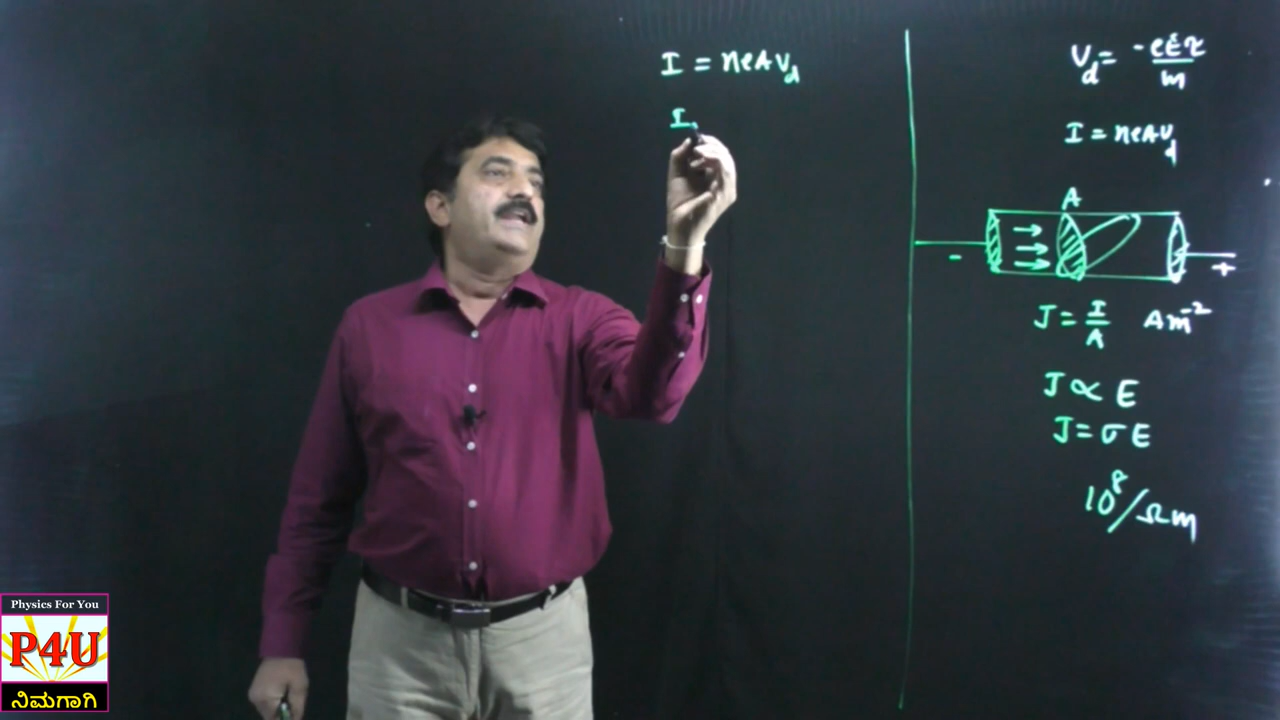 I = neAv_d
I
v_d = -eEτ/m
I = neAv_d
A
- +
J = I/A Am⁻²
J ∝ E
J = σE
10⁸/Ωm
Physics For You
P4U
ನಿಮಗಾಗಿ